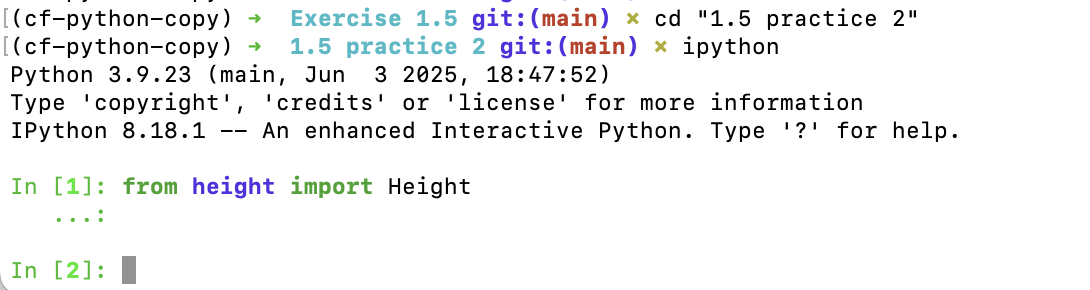 [(cf-python-copy) ➜  Exercise 1.5 git:(main) × cd "1.5 practice 2"
[(cf-python-copy) ➜  1.5 practice 2 git:(main) × ipython
Python 3.9.23 (main, Jun  3 2025, 18:47:52)
Type 'copyright', 'credits' or 'license' for more information
IPython 8.18.1 -- An enhanced Interactive Python. Type '?' for help.
In [1]: from height import Height
   ...:
In [2]: